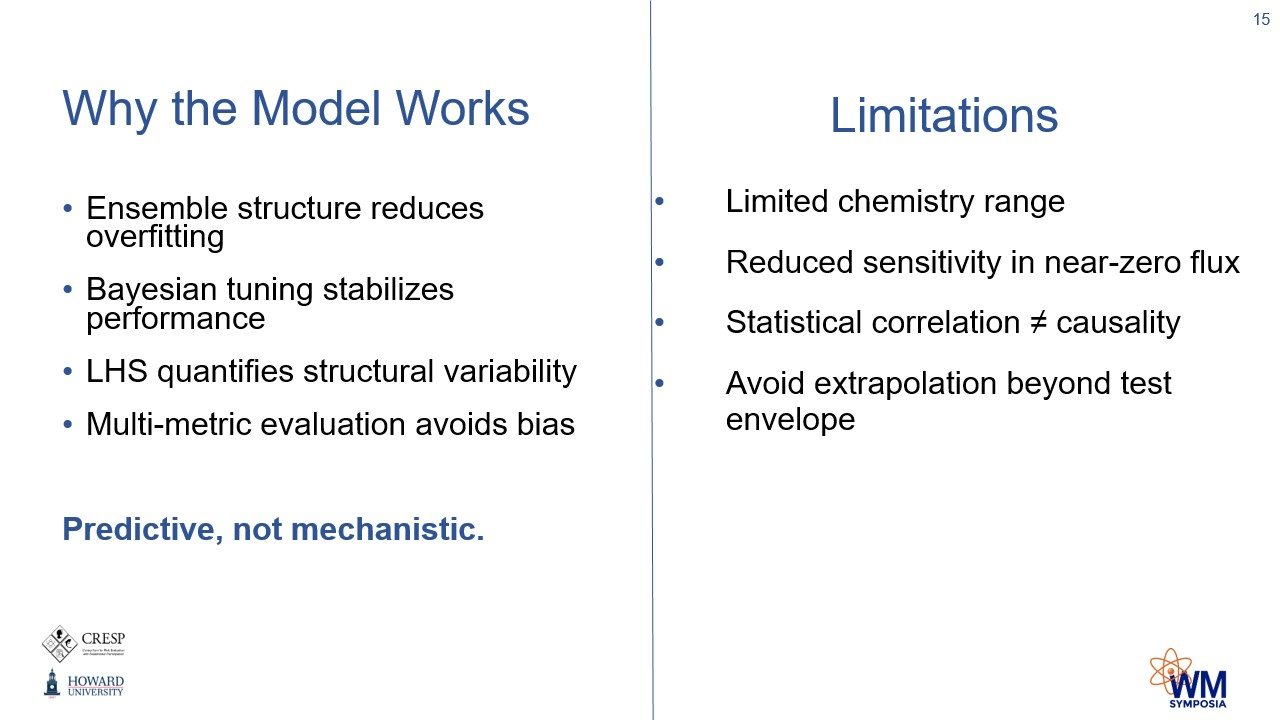 15
Why the Model Works
• Ensemble structure reduces
overfitting
• Bayesian tuning stabilizes
performance
• LHS quantifies structural variability
• Multi-metric evaluation avoids bias
Predictive, not mechanistic.
Limitations
• Limited chemistry range
• Reduced sensitivity in near-zero flux
• Statistical correlation ≠ causality
• Avoid extrapolation beyond test
envelope
CRESP
HOWARD
UNIVERSITY
WM
SYMPOSIA